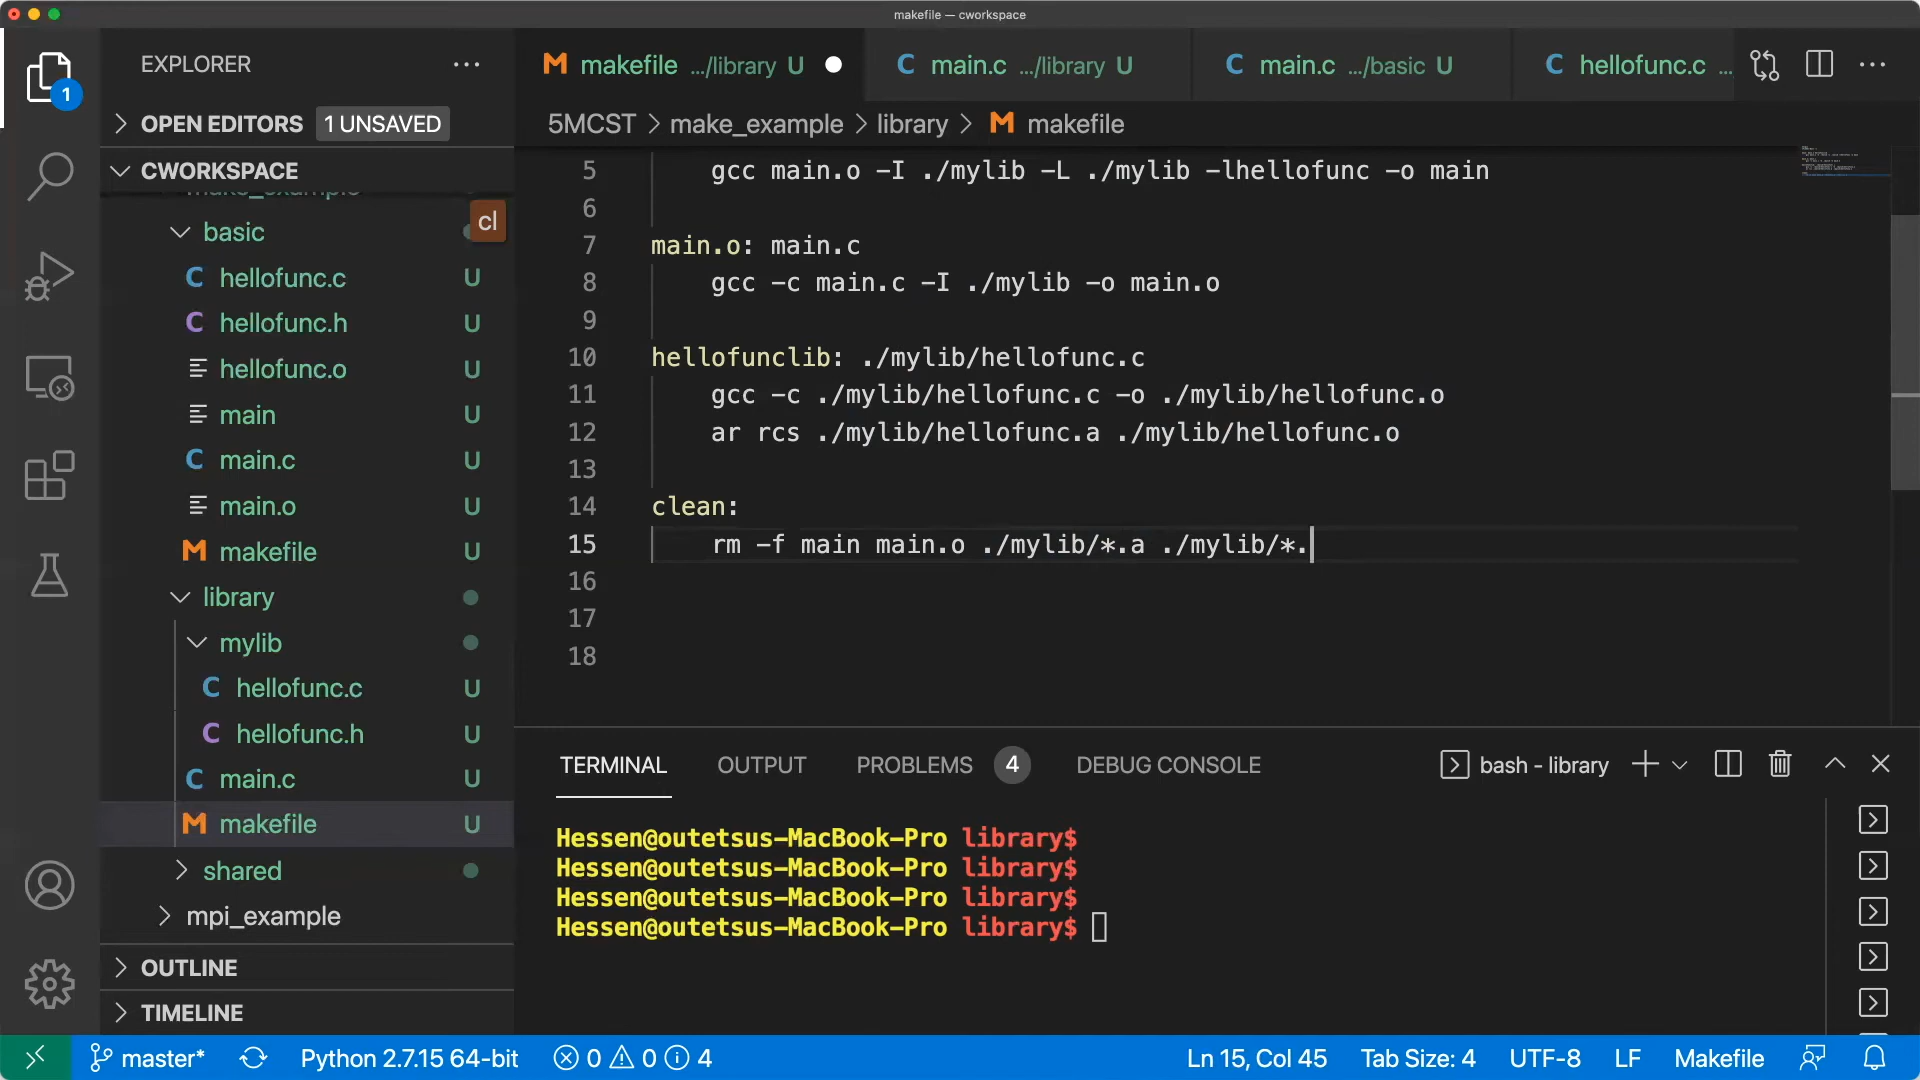 makefile — cworkspace
EXPLORER
makefile .../library U
main.c .../library U
main.c .../basic U
hellofunc.c ...
1
OPEN EDITORS 1 UNSAVED
5MCST > make_example > library > makefile
CWORKSPACE
make_example
basic
cl
hellofunc.c U
hellofunc.h U
hellofunc.o U
main U
main.c U
main.o U
makefile U
library
mylib
hellofunc.c U
hellofunc.h U
main.c U
makefile U
shared
mpi_example
OUTLINE
TIMELINE
5 gcc main.o -I ./mylib -L ./mylib -lhellofunc -o main
6
7 main.o: main.c
8 gcc -c main.c -I ./mylib -o main.o
9
10 hellofunclib: ./mylib/hellofunc.c
11 gcc -c ./mylib/hellofunc.c -o ./mylib/hellofunc.o
12 ar rcs ./mylib/hellofunc.a ./mylib/hellofunc.o
13
14 clean:
15 rm -f main main.o ./mylib/*.a ./mylib/*.
16
17
18
TERMINAL OUTPUT PROBLEMS 4 DEBUG CONSOLE
bash - library
Hessen@outetsus-MacBook-Pro library$
Hessen@outetsus-MacBook-Pro library$
Hessen@outetsus-MacBook-Pro library$
Hessen@outetsus-MacBook-Pro library$
master* Python 2.7.15 64-bit 0 0 4
Ln 15, Col 45 Tab Size: 4 UTF-8 LF Makefile